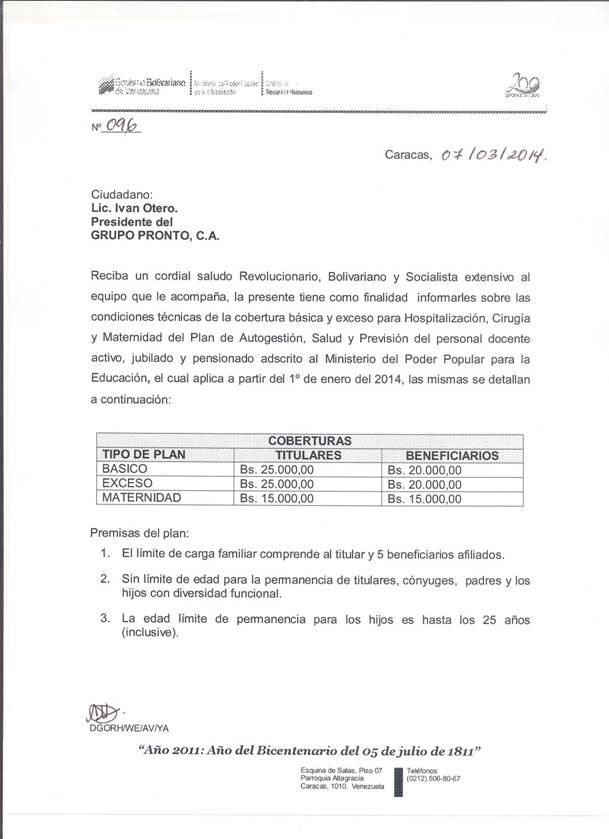 Gobierno Bolivariano
de Venezuela
Recursos Humanos
200
BICENTENARIO
Nº 096
Caracas, 07/03/2014.
Ciudadano:
Lic. Ivan Otero.
Presidente del
GRUPO PRONTO, C.A.
Reciba un cordial saludo Revolucionario, Bolivariano y Socialista extensivo al
equipo que le acompaña, la presente tiene como finalidad informarles sobre las
condiciones técnicas de la cobertura básica y exceso para Hospitalización, Cirugía
y Maternidad del Plan de Autogestión, Salud y Previsión del personal docente
activo, jubilado y pensionado adscrito al Ministerio del Poder Popular para la
Educación, el cual aplica a partir del 1º de enero del 2014, las mismas se detallan
a continuación:
COBERTURAS
TIPO DE PLAN TITULARES BENEFICIARIOS
BASICO Bs. 25.000,00 Bs. 20.000,00
EXCESO Bs. 25.000,00 Bs. 20.000,00
MATERNIDAD Bs. 15.000,00 Bs. 15.000,00
Premisas del plan:
1. El límite de carga familiar comprende al titular y 5 beneficiarios afiliados.
2. Sin límite de edad para la permanencia de titulares, cónyuges, padres y los
hijos con diversidad funcional.
3. La edad límite de permanencia para los hijos es hasta los 25 años
(inclusive).
DGORH/WE/AV/YA
“Año 2011: Año del Bicentenario del 05 de julio de 1811”
Esquina de Salas, Piso 07
Parroquia Altagracia
Caracas, 1010. Venezuela
Teléfonos
(0212) 506-80-67